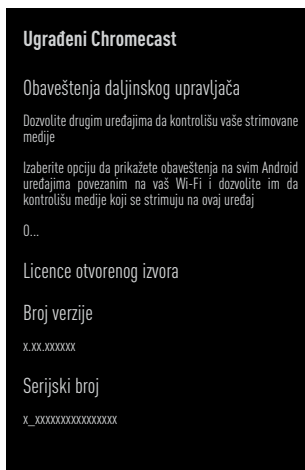 Ugrađeni Chromecast
Obaveštenja daljinskog upravljača
Dozvolite drugim uređajima da kontrolišu vaše strimovane
medije
Izaberite opciju da prikažete obaveštenja na svim Android
uređajima povezanim na vaš Wi-Fi i dozvolite im da
kontrolišu medije koji se strimuju na ovaj uređaj
O...
Licence otvorenog izvora
Broj verzije
x.xx.xxxxxx
Serijski broj
x_xxxxxxxxxxxxxxxx